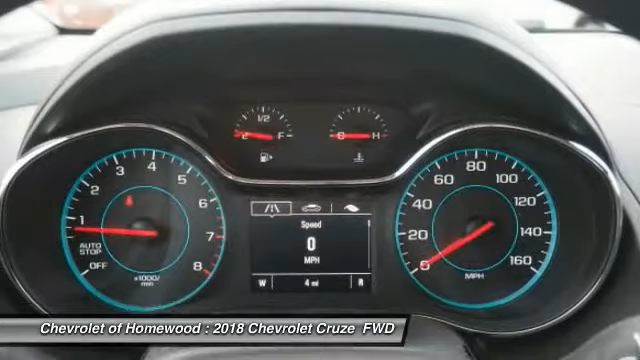 1/2
F
H
1
2
3
4
5
6
7
8
AUTO
STOP
OFF
x1000/
min
Speed
0
MPH
W
4 mi
R
0
20
40
60
80
100
120
140
160
MPH
Chevrolet of Homewood : 2018 Chevrolet Cruze FWD